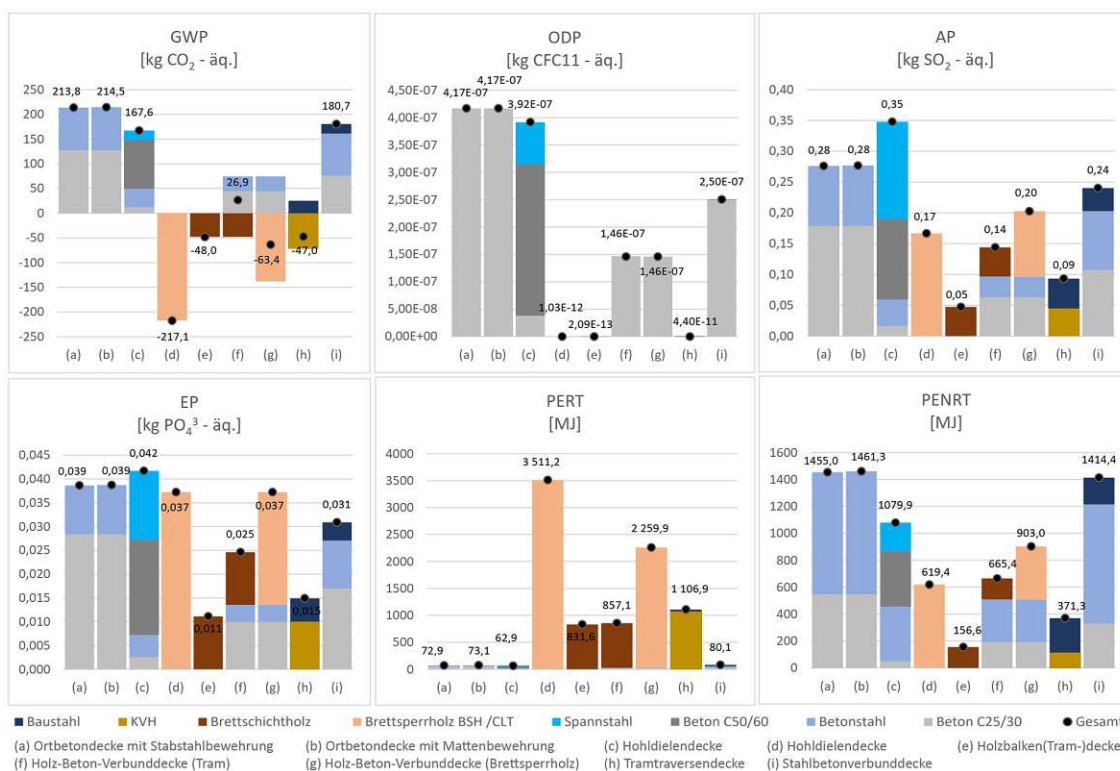 GWP
[kg CO₂ - äq.]
250
200
150
100
50
0
-50
-100
-150
-200
-250
213,8
214,5
167,6
-217,1
-48,0
26,9
-63,4
-47,0
180,7
(a) (b) (c) (d) (e) (f) (g) (h) (i)
ODP
[kg CFC11 - äq.]
4,50E-07
4,00E-07
3,50E-07
3,00E-07
2,50E-07
2,00E-07
1,50E-07
1,00E-07
5,00E-08
0,00E+00
4,17E-07
4,17E-07
3,92E-07
1,03E-12
2,09E-13
1,46E-07
1,46E-07
4,40E-11
2,50E-07
(a) (b) (c) (d) (e) (f) (g) (h) (i)
AP
[kg SO₂ - äq.]
0,40
0,35
0,30
0,25
0,20
0,15
0,10
0,05
0,00
0,28
0,28
0,35
0,17
0,05
0,14
0,20
0,09
0,24
(a) (b) (c) (d) (e) (f) (g) (h) (i)
EP
[kg PO₄³ - äq.]
0,045
0,040
0,035
0,030
0,025
0,020
0,015
0,010
0,005
0,000
0,039
0,039
0,042
0,037
0,011
0,025
0,037
0,015
0,031
(a) (b) (c) (d) (e) (f) (g) (h) (i)
PERT
[MJ]
4000
3500
3000
2500
2000
1500
1000
500
0
72,9
73,1
62,9
3 511,2
831,6
857,1
2 259,9
1 106,9
80,1
(a) (b) (c) (d) (e) (f) (g) (h) (i)
PENRT
[MJ]
1600
1400
1200
1000
800
600
400
200
0
1455,0
1461,3
1079,9
619,4
156,6
665,4
903,0
371,3
1414,4
(a) (b) (c) (d) (e) (f) (g) (h) (i)
Baustahl KVH Brettschichtholz Brettsperrholz BSH /CLT Spannstahl Beton C50/60 Betonstahl Beton C25/30 Gesamt
(a) Ortbetondecke mit Stabstahlbewehrung (b) Ortbetondecke mit Mattenbewehrung (c) Hohldielendecke (d) Hohldielendecke (e) Holzbalken(Tram-)decke
(f) Holz-Beton-Verbunddecke (Tram) (g) Holz-Beton-Verbunddecke (Brettsperrholz) (h) Tramtraversendecke (i) Stahlbetonverbunddecke